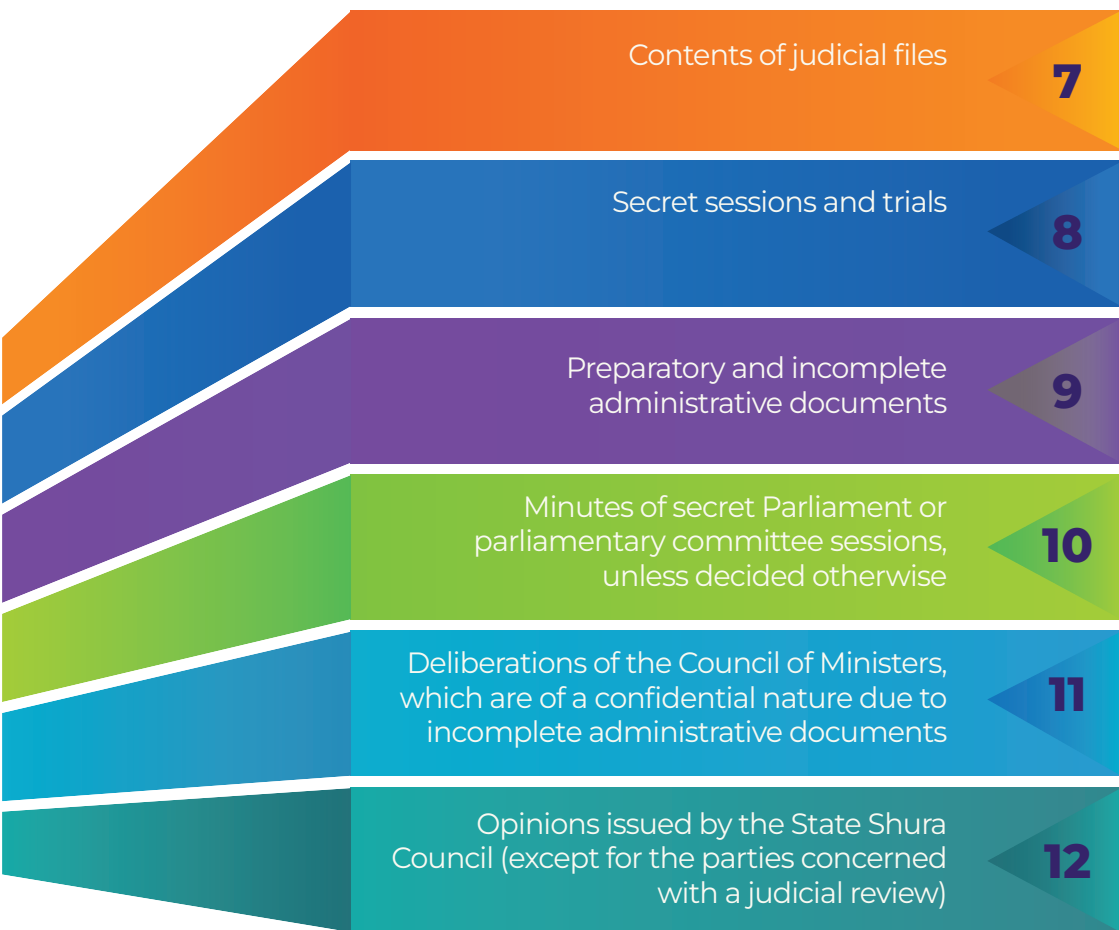 Contents of judicial files
7
Secret sessions and trials
8
Preparatory and incomplete
administrative documents
9
Minutes of secret Parliament or
parliamentary committee sessions,
unless decided otherwise
10
Deliberations of the Council of Ministers,
which are of a confidential nature due to
incomplete administrative documents
11
Opinions issued by the State Shura
Council (except for the parties concerned
with a judicial review)
12